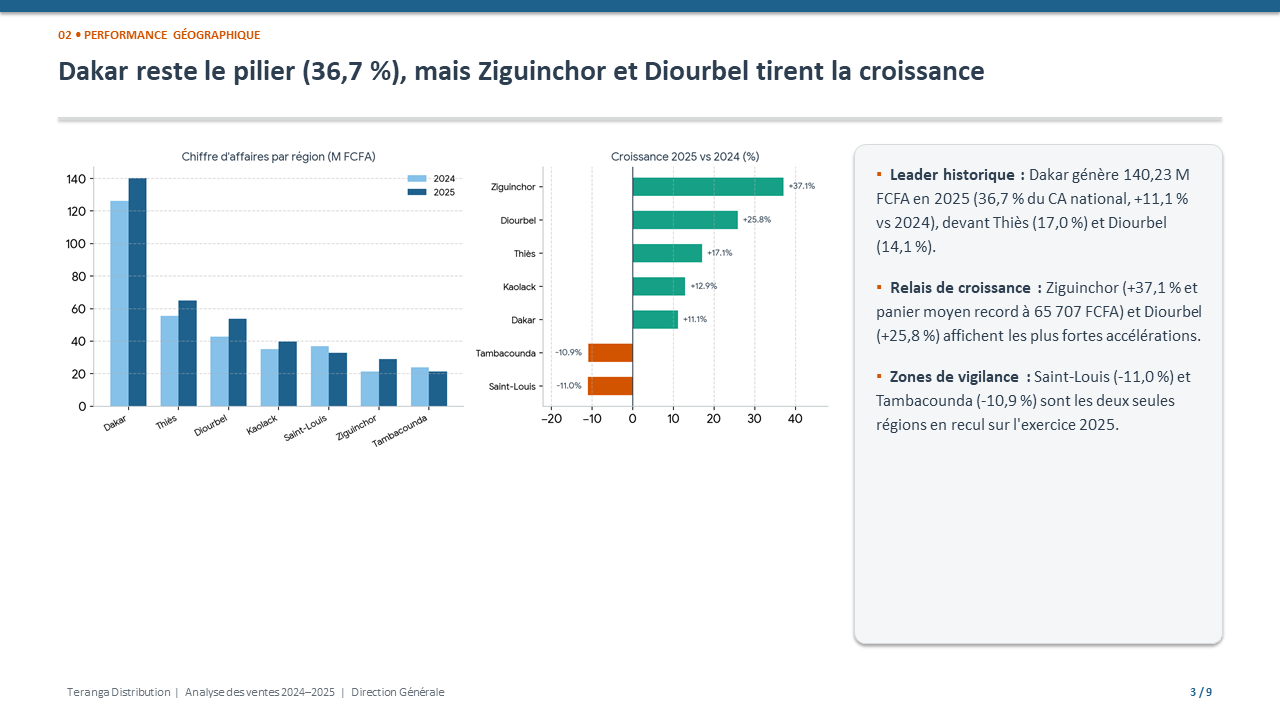 02 • PERFORMANCE GÉOGRAPHIQUE
Dakar reste le pilier (36,7 %), mais Ziguinchor et Diourbel tirent la croissance
Chiffre d'affaires par région (M FCFA)
2024
2025
140
120
100
80
60
40
20
0
Dakar
Thiès
Diourbel
Kaolack
Saint-Louis
Ziguinchor
Tambacounda
Croissance 2025 vs 2024 (%)
Ziguinchor +37.1%
Diourbel +25.8%
Thiès +17.1%
Kaolack +12.9%
Dakar +11.1%
Tambacounda -10.9%
Saint-Louis -11.0%
−20 −10 0 10 20 30 40
▪ Leader historique : Dakar génère 140,23 M
FCFA en 2025 (36,7 % du CA national, +11,1 %
vs 2024), devant Thiès (17,0 %) et Diourbel
(14,1 %).
▪ Relais de croissance : Ziguinchor (+37,1 % et
panier moyen record à 65 707 FCFA) et Diourbel
(+25,8 %) affichent les plus fortes accélérations.
▪ Zones de vigilance : Saint-Louis (-11,0 %) et
Tambacounda (-10,9 %) sont les deux seules
régions en recul sur l'exercice 2025.
Teranga Distribution | Analyse des ventes 2024–2025 | Direction Générale
3 / 9